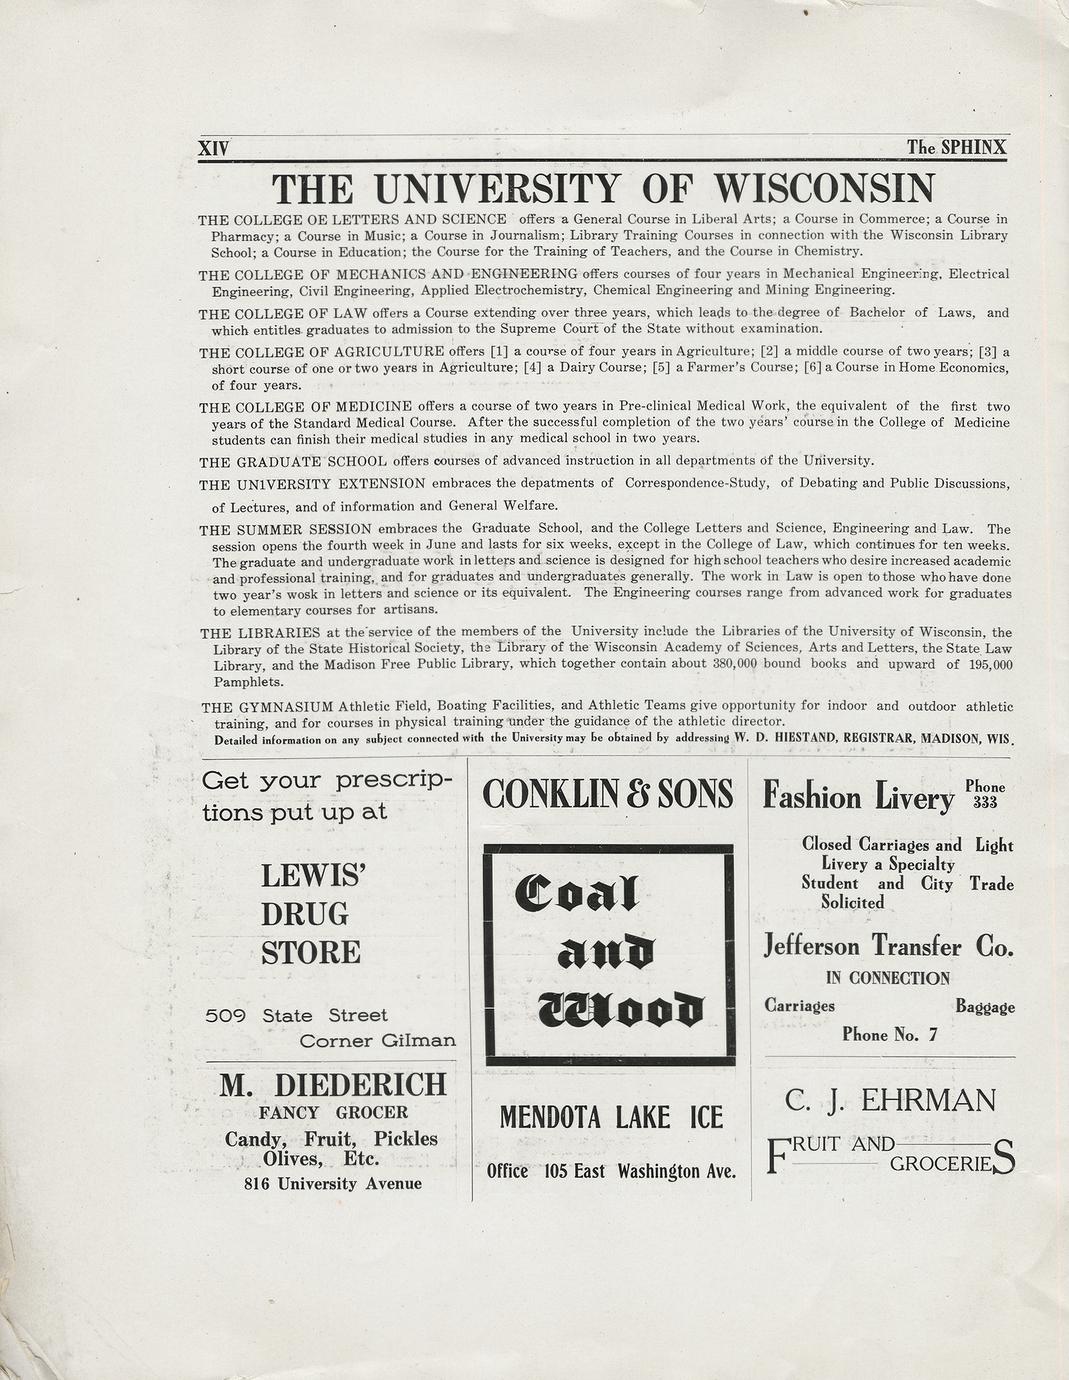 XIV
The SPHINX
THE UNIVERSITY OF WISCONSIN
THE COLLEGE OE LETTERS AND SCIENCE offers a General Course in Liberal Arts; a Course in Commerce; a Course in
Pharmacy; a Course in Music; a Course in Journalism; Library Training Courses in connection with the Wisconsin Library
School; a Course in Education; the Course for the Training of Teachers, and the Course in Chemistry.
THE COLLEGE OF MECHANICS AND ENGINEERING offers courses of four years in Mechanical Engineering, Electrical
Engineering, Civil Engineering, Applied Electrochemistry, Chemical Engineering and Mining Engineering.
THE COLLEGE OF LAW offers a Course extending over three years, which leads to the degree of Bachelor of Laws, and
which entitles graduates to admission to the Supreme Court of the State without examination.
THE COLLEGE OF AGRICULTURE offers [1] a course of four years in Agriculture; [2] a middle course of two years; [3] a
short course of one or two years in Agriculture; [4] a Dairy Course; [5] a Farmer's Course; [6] a Course in Home Economics,
of four years.
THE COLLEGE OF MEDICINE offers a course of two years in Pre-clinical Medical Work, the equivalent of the first two
years of the Standard Medical Course. After the successful completion of the two years' course in the College of Medicine
students can finish their medical studies in any medical school in two years.
THE GRADUATE SCHOOL offers courses of advanced instruction in all departments of the University.
THE UN1VERSITY EXTENSION embraces the depatments of Correspondence-Study, of Debating and Public Discussions,
of Lectures, and of information and General Welfare.
THE SUMMER SESSION embraces the Graduate School, and the College Letters and Science, Engineering and Law. The
session opens the fourth week in June and lasts for six weeks, except in the College of Law, which continues for ten weeks.
The graduate and undergraduate work in letters and science is designed for high school teachers who desire increased academic
and professional training, and for graduates and undergraduates generally. The work in Law is open to those who have done
two year's wosk in letters and science or its equivalent. The Engineering courses range from advanced work for graduates
to elementary courses for artisans.
THE LIBRARIES at the service of the members of the University include the Libraries of the University of Wisconsin, the
Library of the State Historical Society, the Library of the Wisconsin Academy of Sciences, Arts and Letters, the State Law
Library, and the Madison Free Public Library, which together contain about 380,000 bound books and upward of 195,000
Pamphlets.
THE GYMNASIUM Athletic Field, Boating Facilities, and Athletic Teams give opportunity for indoor and outdoor athletic
training, and for courses in physical training under the guidance of the athletic director.
Detailed information on any subject connected with the University may be obtained by addressing W. D. HIESTAND, REGISTRAR, MADISON, WIS.
Get your prescrip-
tions put up at
LEWIS'
DRUG
STORE
509 State Street
Corner Gilman
M. DIEDERICH
FANCY GROCER
Candy, Fruit, Pickles
Olives, Etc.
816 University Avenue
CONKLIN & SONS
Coal
and
Wood
MENDOTA LAKE ICE
Office 105 East Washington Ave.
Fashion Livery Phone 333
Closed Carriages and Light
Livery a Specialty
Student and City Trade
Solicited
Jefferson Transfer Co.
IN CONNECTION
Carriages Baggage
Phone No. 7
C. J. EHRMAN
FRUIT AND
GROCERIES